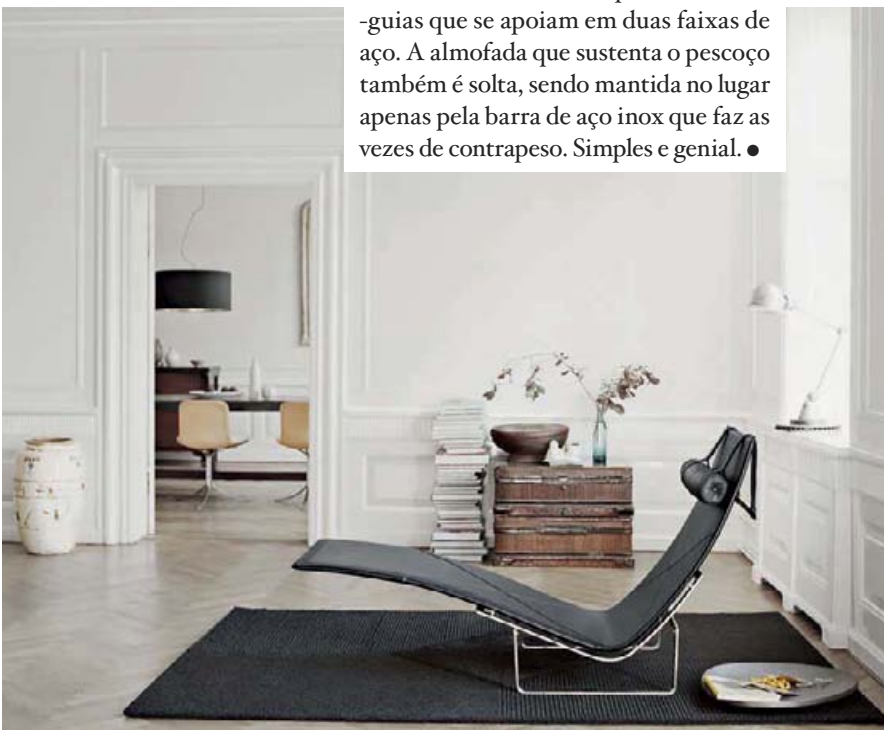 -guias que se apoiam em duas faixas de
aço. A almofada que sustenta o pescoço
também é solta, sendo mantida no lugar
apenas pela barra de aço inox que faz as
vezes de contrapeso. Simples e genial. ●